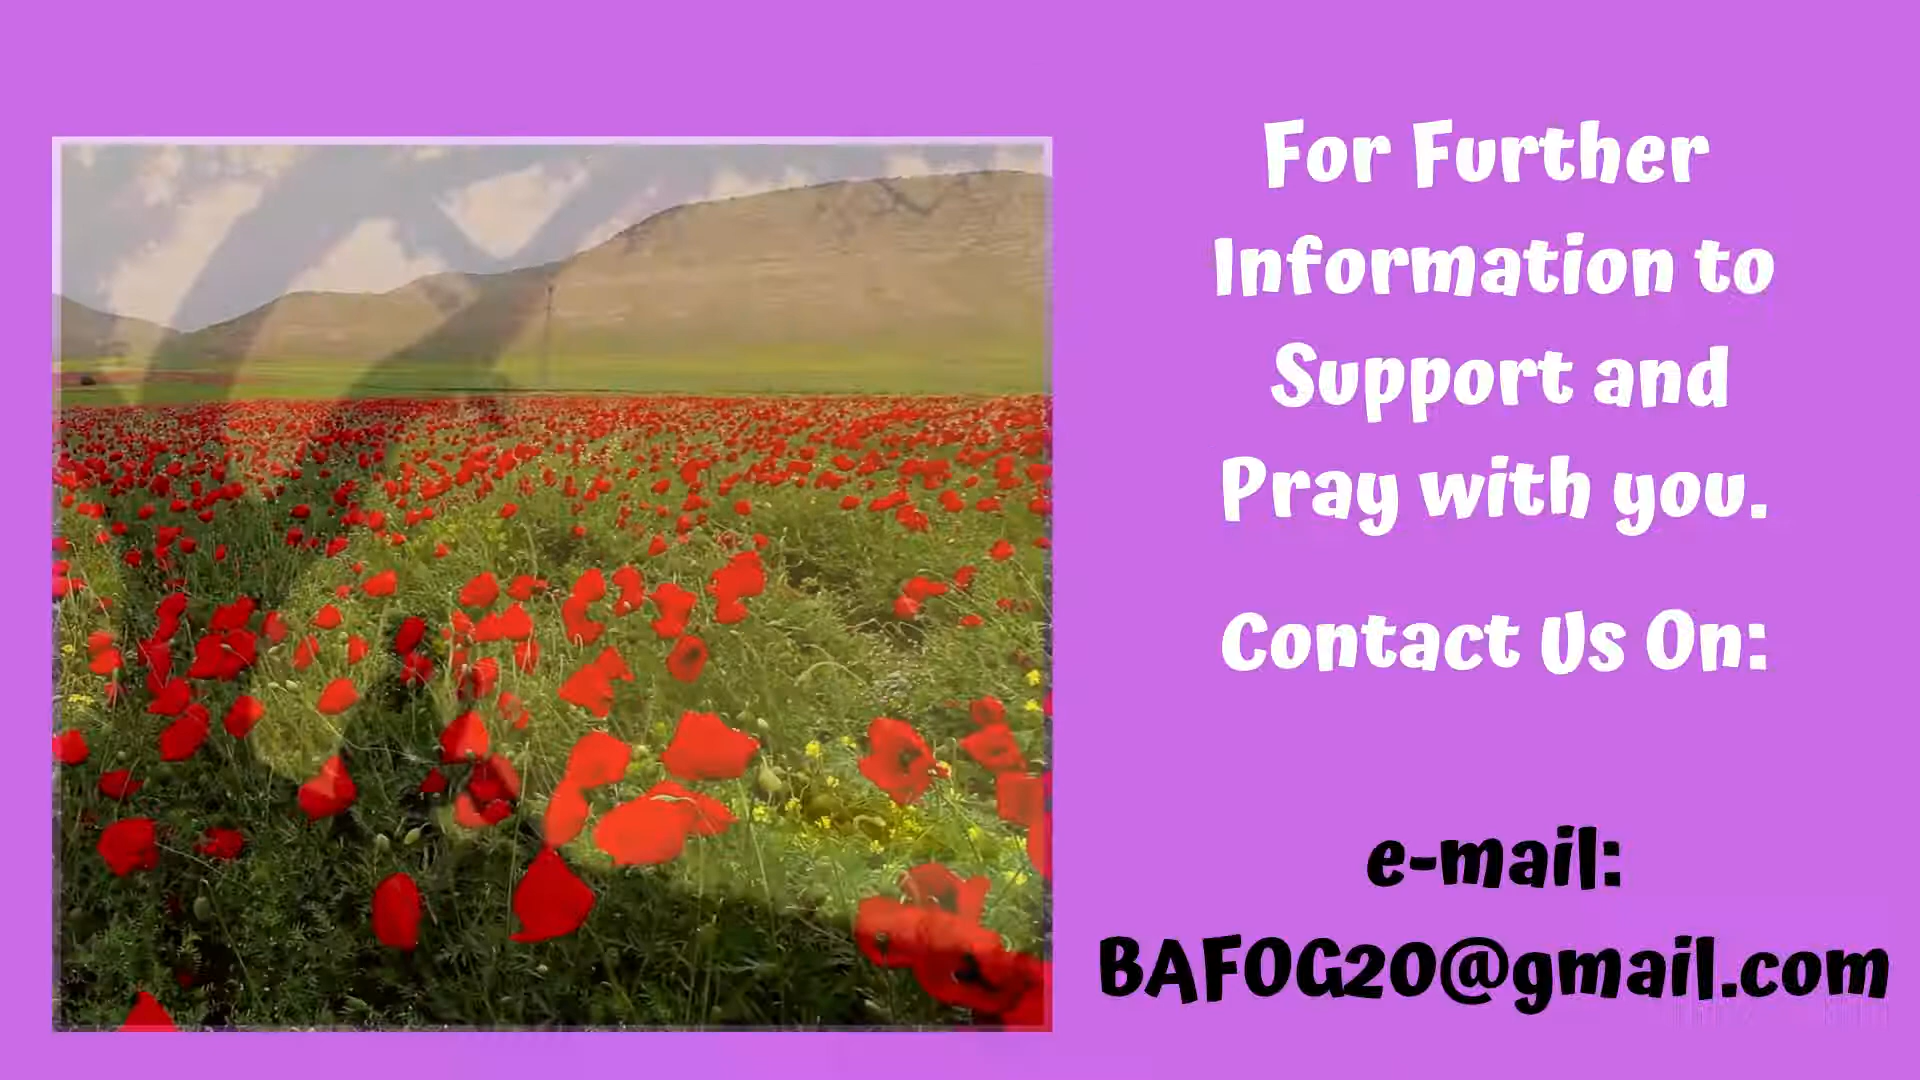 For Further
Information to
Support and
Pray with you.
Contact Us On:
e-mail:
BAFOG20@gmail.com